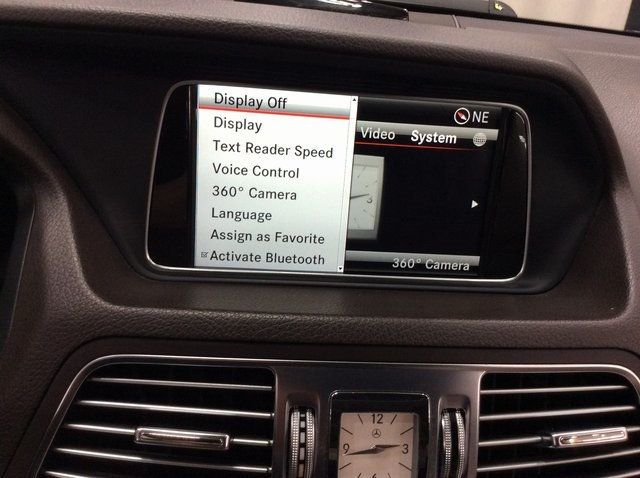 Display Off
Display
Text Reader Speed
Voice Control
360° Camera
Language
Assign as Favorite
Activate Bluetooth
NE
Video System
3
360° Camera
12
9 3